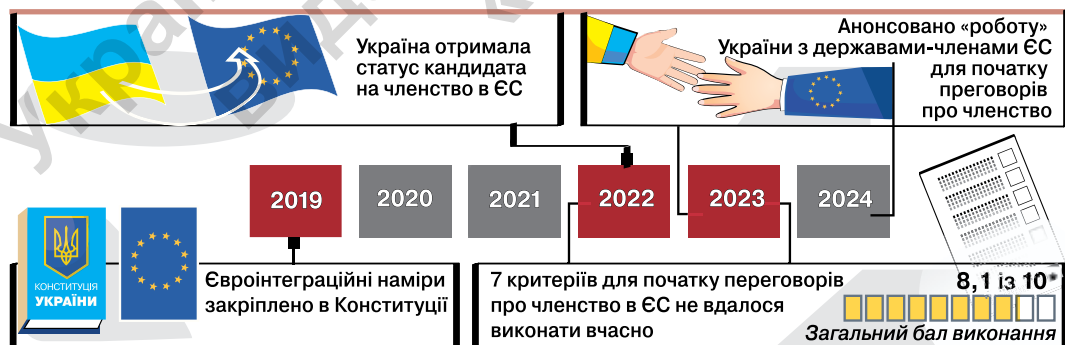 Україна отримала
статус кандидата
на членство в ЄС
Анонсовано «роботу»
України з державами-членами ЄС
для початку
преговорів
про членство
2019
2020
2021
2022
2023
2024
КОНСТИТУЦІЯ
УКРАЇНИ
Євроінтеграційні наміри
закріплено в Конституції
7 критеріїв для початку переговорів
про членство в ЄС не вдалося
виконати вчасно
8,1 із 10*
Загальний бал виконання